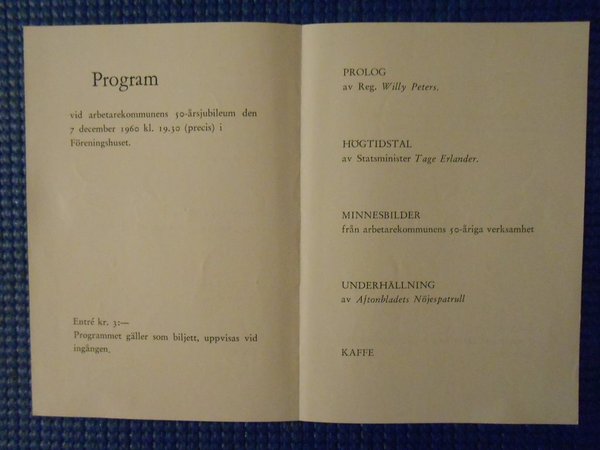 Program
vid arbetarekommunens 50-årsjubileum den
7 december 1960 kl. 19.30 (precis) i
Föreningshuset.
Entré kr. 3:—
Programmet gäller som biljett, uppvisas vid
ingången.
PROLOG
av Reg. Willy Peters.
HÖGTIDSTAL
av Statsminister Tage Erlander.
MINNESBILDER
från arbetarekommunens 50-åriga verksamhet
UNDERHÅLLNING
av Aftonbladets Nöjespatrull
KAFFE